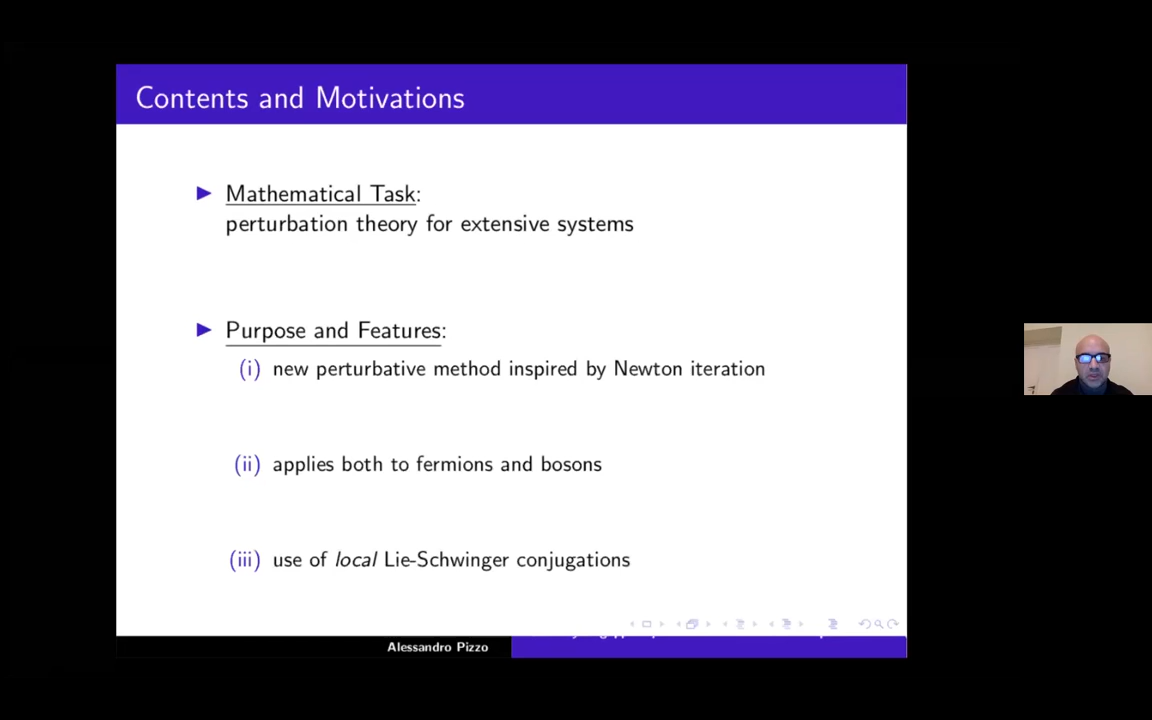 Contents and Motivations
▶ Mathematical Task:
perturbation theory for extensive systems
▶ Purpose and Features:
(i) new perturbative method inspired by Newton iteration
(ii) applies both to fermions and bosons
(iii) use of local Lie-Schwinger conjugations
Alessandro Pizzo